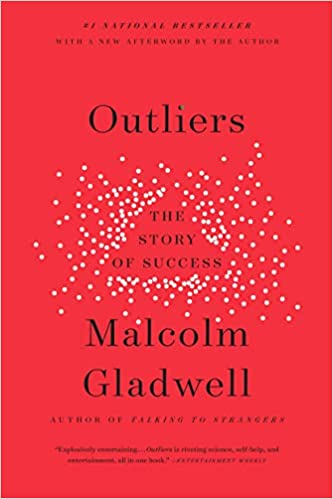 #1 NATIONAL BESTSELLER
WITH A NEW AFTERWORD BY THE AUTHOR
Outliers
THE
STORY
OF SUCCESS
Malcolm
Gladwell
AUTHOR OF TALKING TO STRANGERS
"Explosively entertaining....Outliers is riveting science, self-help, and
entertainment, all in one book." —ENTERTAINMENT WEEKLY